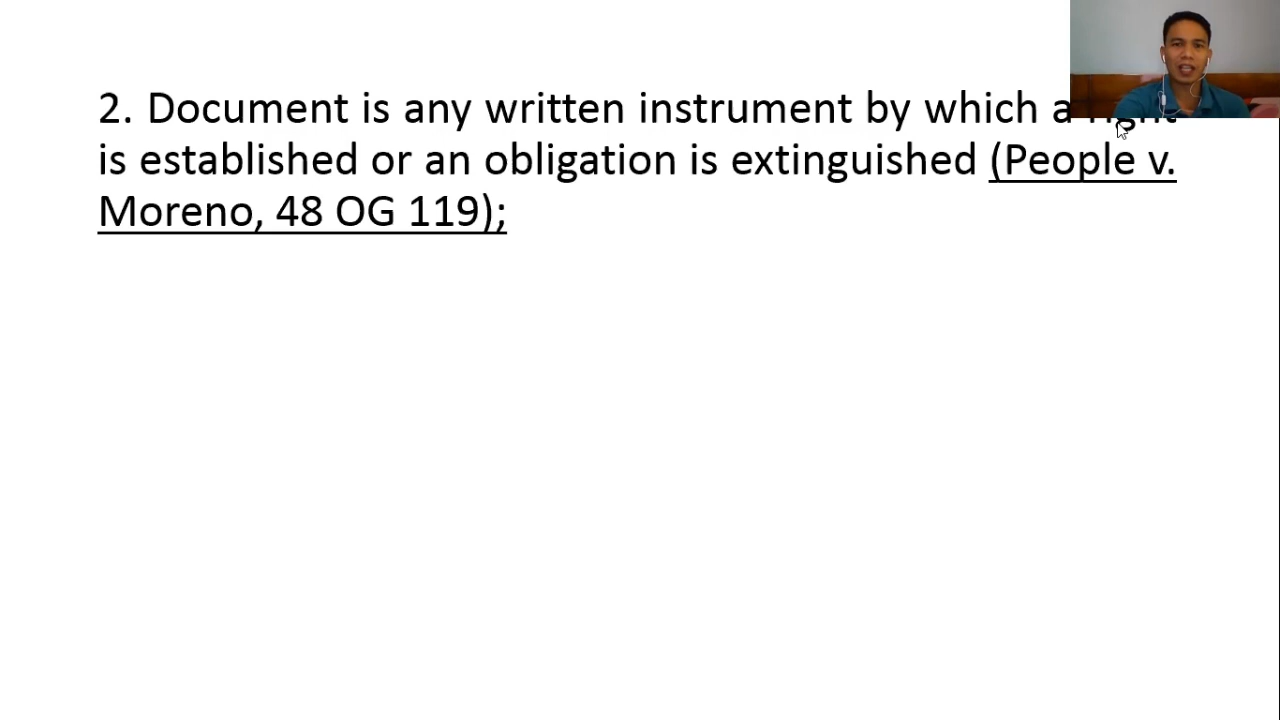 2. Document is any written instrument by which a right
is established or an obligation is extinguished (People v.
Moreno, 48 OG 119);